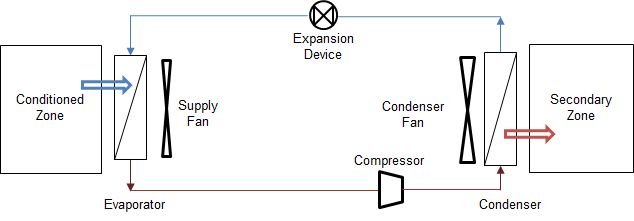 Expansion
Device
Conditioned
Zone
Supply
Fan
Condenser
Fan
Secondary
Zone
Compressor
Evaporator
Condenser